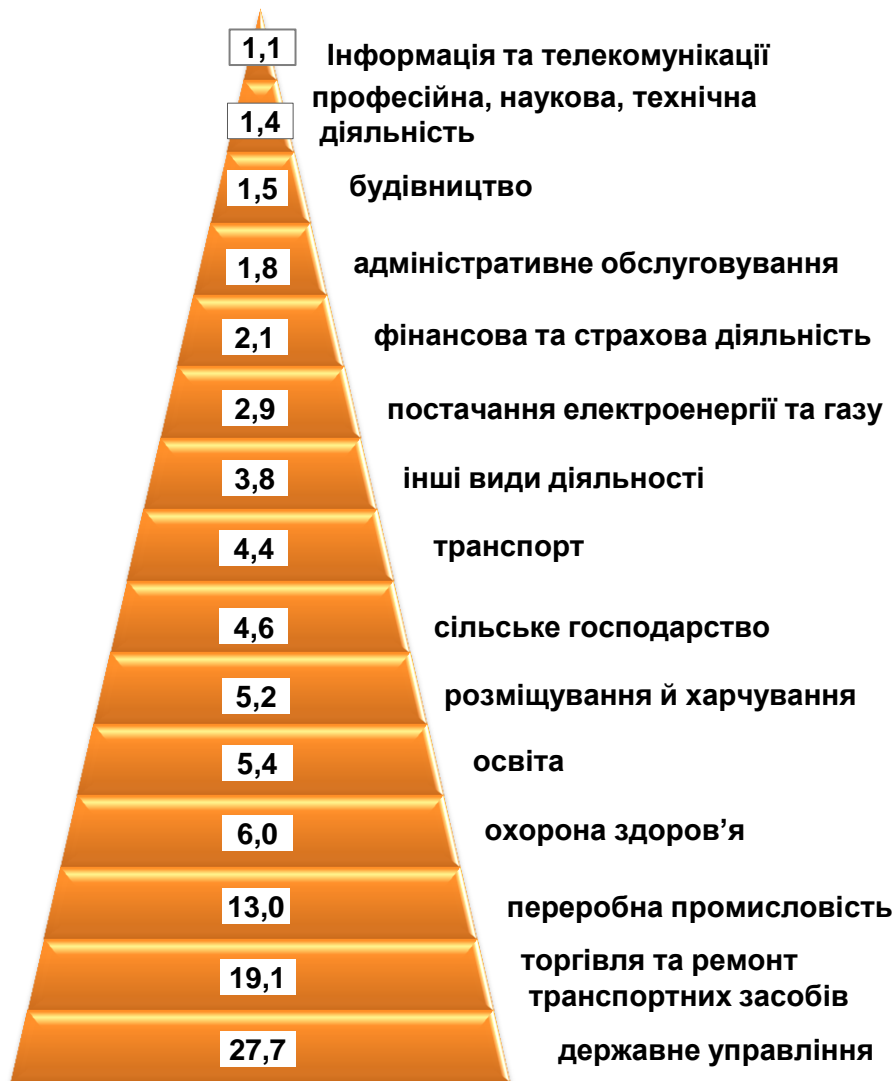 1,1
Інформація та телекомунікації
професійна, наукова, технічна
1,4
діяльність
1,5
будівництво
1,8
адміністративне обслуговування
2,1
фінансова та страхова діяльність
2,9
постачання електроенергії та газу
3,8
інші види діяльності
4,4
транспорт
4,6
сільське господарство
5,2
розміщування й харчування
5,4
освіта
6,0
охорона здоров’я
13,0
переробна промисловість
19,1
торгівля та ремонт
транспортних засобів
27,7
державне управління